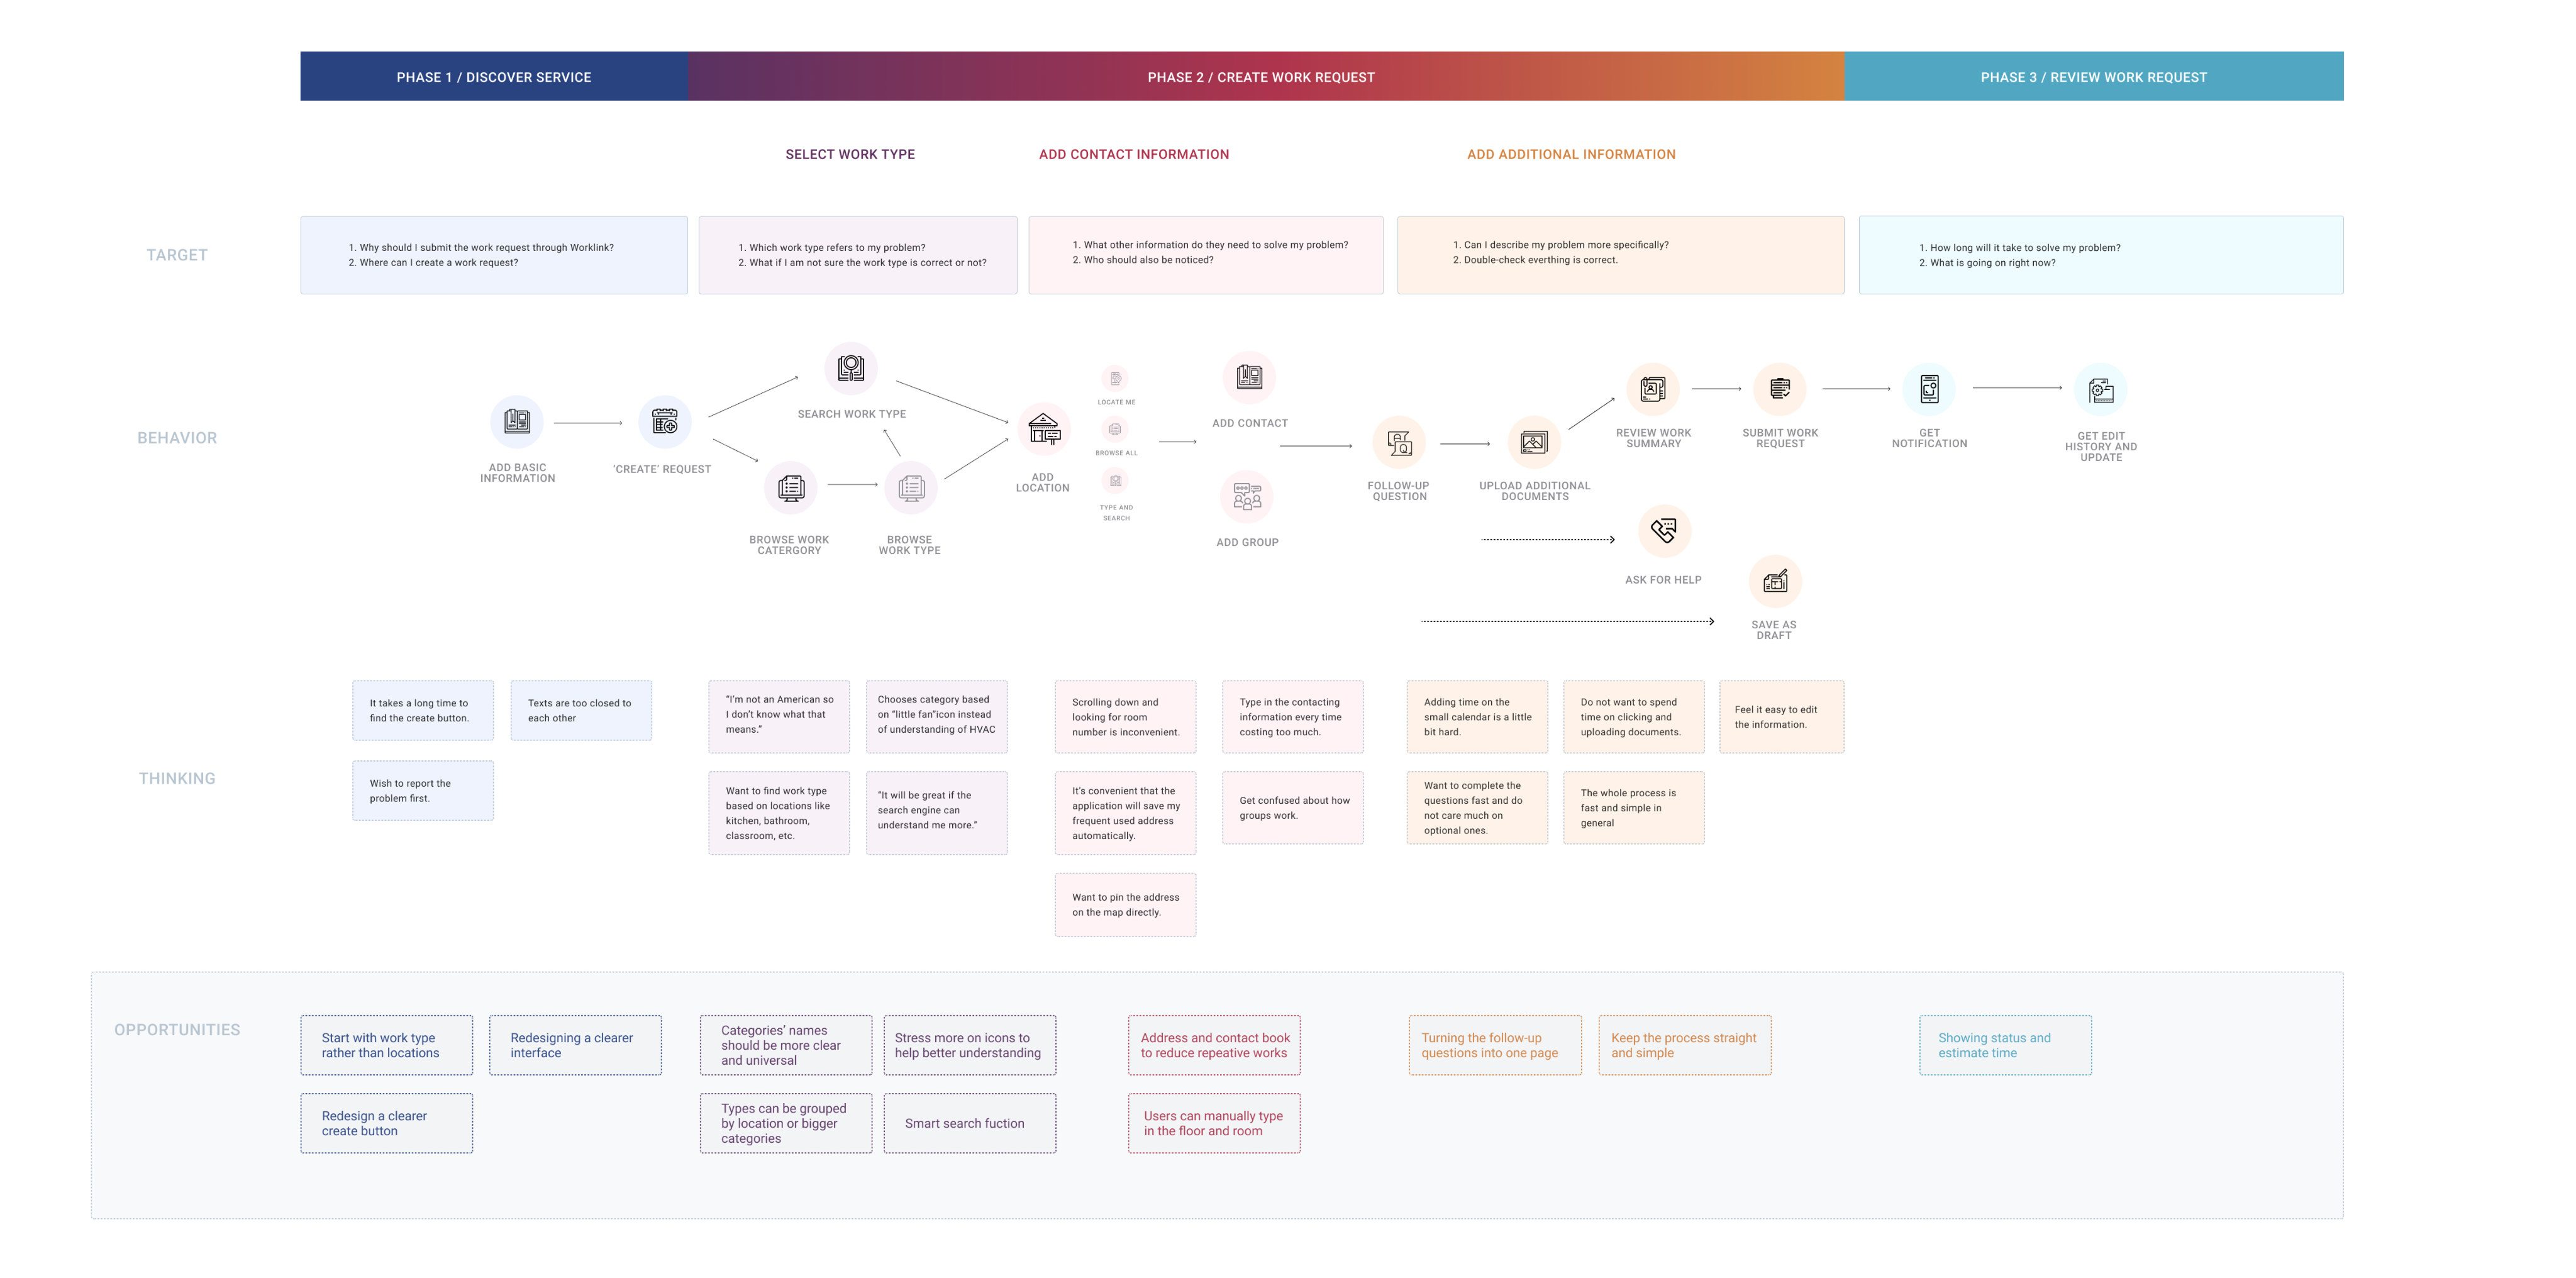 PHASE 1 / DISCOVER SERVICE
PHASE 2 / CREATE WORK REQUEST
PHASE 3 / REVIEW WORK REQUEST
SELECT WORK TYPE
ADD CONTACT INFORMATION
ADD ADDITIONAL INFORMATION
TARGET
1. Why should I submit the work request through Worklink?
2. Where can I create a work request?
1. Which work type refers to my problem?
2. What if I am not sure the work type is correct or not?
1. What other information do they need to solve my problem?
2. Who should also be noticed?
1. Can I describe my problem more specifically?
2. Double-check everthing is correct.
1. How long will it take to solve my problem?
2. What is going on right now?
BEHAVIOR
ADD BASIC
INFORMATION
'CREATE' REQUEST
SEARCH WORK TYPE
BROWSE WORK
CATERGORY
BROWSE
WORK TYPE
ADD
LOCATION
LOCATE ME
BROWSE ALL
TYPE AND
SEARCH
ADD CONTACT
ADD GROUP
FOLLOW-UP
QUESTION
UPLOAD ADDITIONAL
DOCUMENTS
REVIEW WORK
SUMMARY
SUBMIT WORK
REQUEST
GET
NOTIFICATION
GET EDIT
HISTORY AND
UPDATE
ASK FOR HELP
SAVE AS
DRAFT
THINKING
It takes a long time to
find the create button.
Texts are too closed to
each other
Wish to report the
problem first.
“I’m not an American so
I don’t know what that
means.”
Chooses category based
on “little fan”icon instead
of understanding of HVAC
Want to find work type
based on locations like
kitchen, bathroom,
classroom, etc.
“It will be great if the
search engine can
understand me more.”
Scrolling down and
looking for room
number is inconvenient.
Type in the contacting
information every time
costing too much.
It’s convenient that the
application will save my
frequent used address
automatically.
Get confused about how
groups work.
Want to pin the address
on the map directly.
Adding time on the
small calendar is a little
bit hard.
Do not want to spend
time on clicking and
uploading documents.
Feel it easy to edit
the information.
Want to complete the
questions fast and do
not care much on
optional ones.
The whole process is
fast and simple in
general
OPPORTUNITIES
Start with work type
rather than locations
Redesigning a clearer
interface
Redesign a clearer
create button
Categories’ names
should be more clear
and universal
Stress more on icons to
help better understanding
Types can be grouped
by location or bigger
categories
Smart search fuction
Address and contact book
to reduce repeative works
Users can manually type
in the floor and room
Turning the follow-up
questions into one page
Keep the process straight
and simple
Showing status and
estimate time